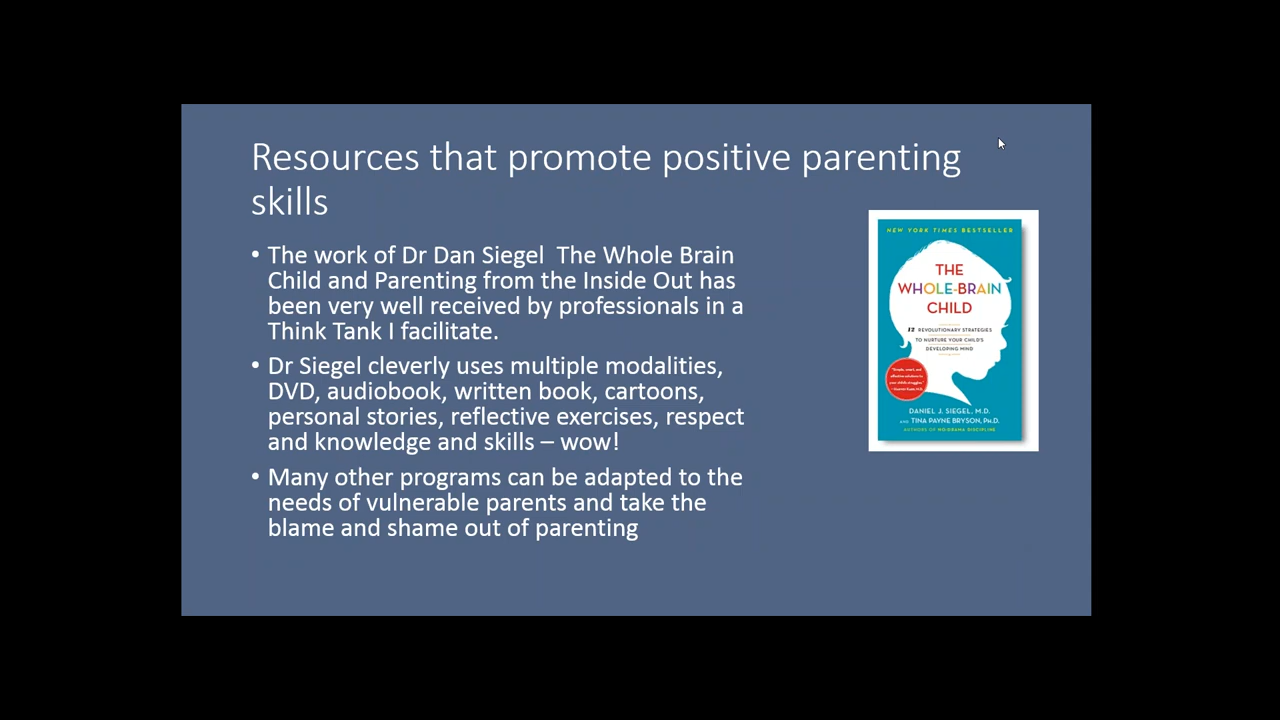 Resources that promote positive parenting
skills
• The work of Dr Dan Siegel  The Whole Brain
Child and Parenting from the Inside Out has
been very well received by professionals in a
Think Tank I facilitate.
• Dr Siegel cleverly uses multiple modalities,
DVD, audiobook, written book, cartoons,
personal stories, reflective exercises, respect
and knowledge and skills – wow!
• Many other programs can be adapted to the
needs of vulnerable parents and take the
blame and shame out of parenting
NEW YORK TIMES BESTSELLER
THE
WHOLE-BRAIN
CHILD
12 REVOLUTIONARY STRATEGIES
TO NURTURE YOUR CHILD'S
DEVELOPING MIND
DANIEL J. SIEGEL, M.D.
AND TINA PAYNE BRYSON, PH.D.
AUTHORS OF NO-DRAMA DISCIPLINE